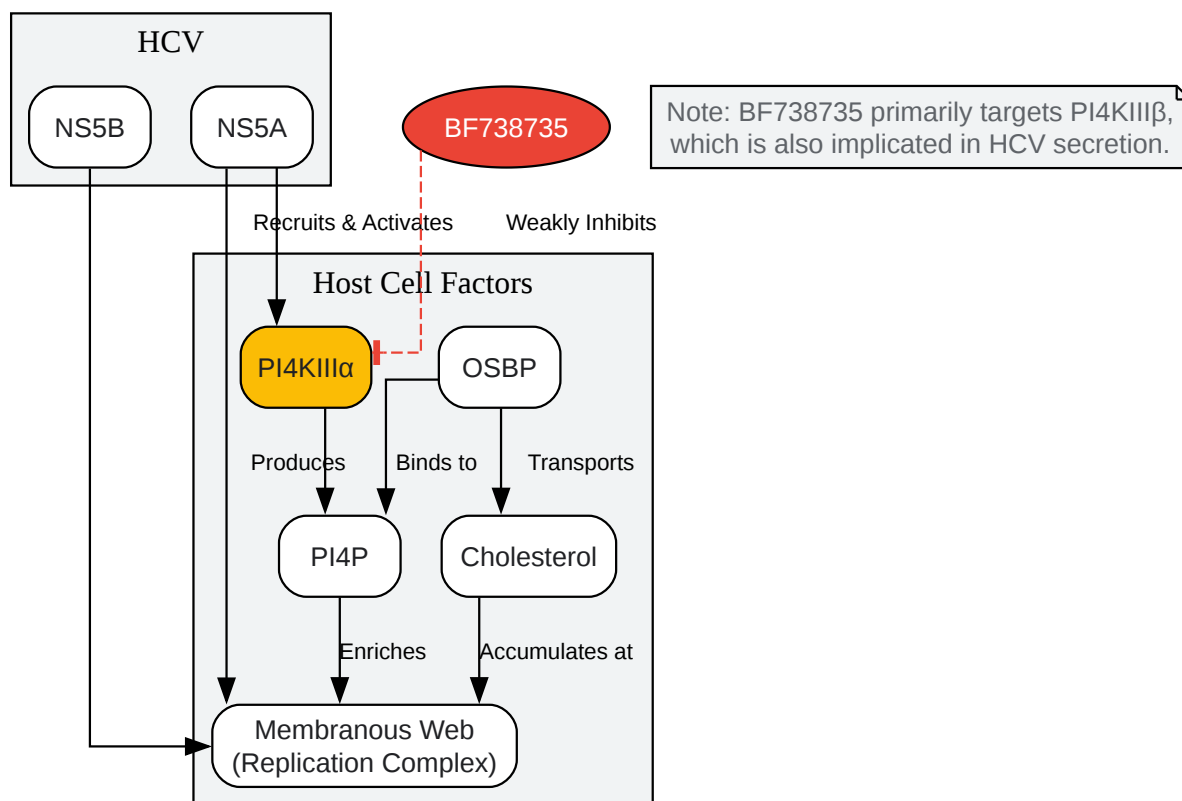 HCV
NS5B
NS5A
BF738735
Note: BF738735 primarily targets PI4KIIIβ,
which is also implicated in HCV secretion.
Recruits & Activates
Weakly Inhibits
Host Cell Factors
PI4KIIIα
OSBP
Produces
Binds to
Transports
PI4P
Cholesterol
Enriches
Accumulates at
Membranous Web
(Replication Complex)